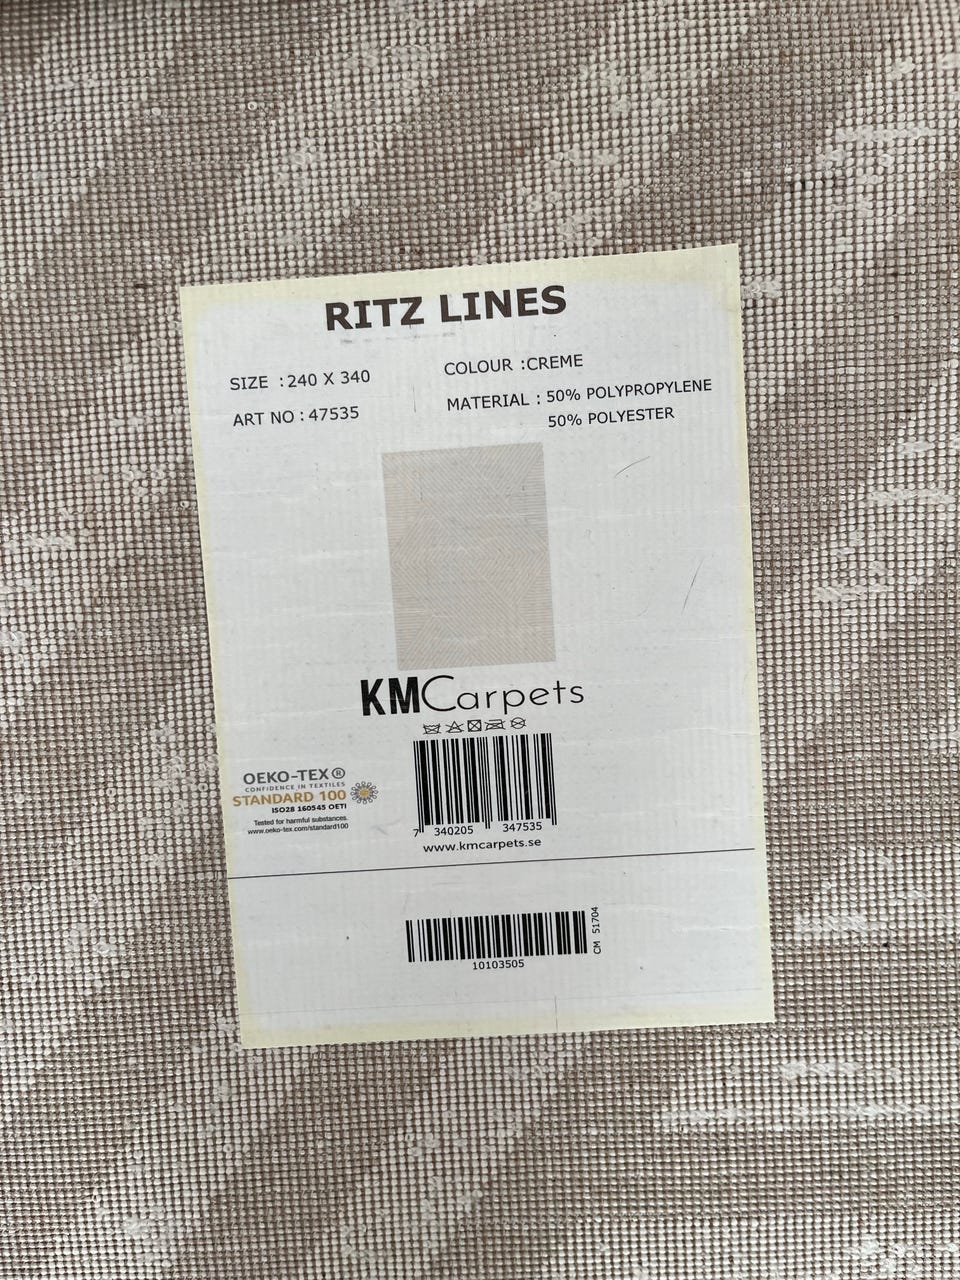 RITZ LINES
SIZE : 240 X 340
COLOUR : CREME
ART NO : 47535
MATERIAL : 50% POLYPROPYLENE
50% POLYESTER
KMCarpets
OEKO-TEX®
CONFIDENCE IN TEXTILES
STANDARD 100
ISO28 160545 OETI
Tested for harmful substances.
www.oeko-tex.com/standard100
7 340205 347535
www.kmcarpets.se
10103505
CM 51704